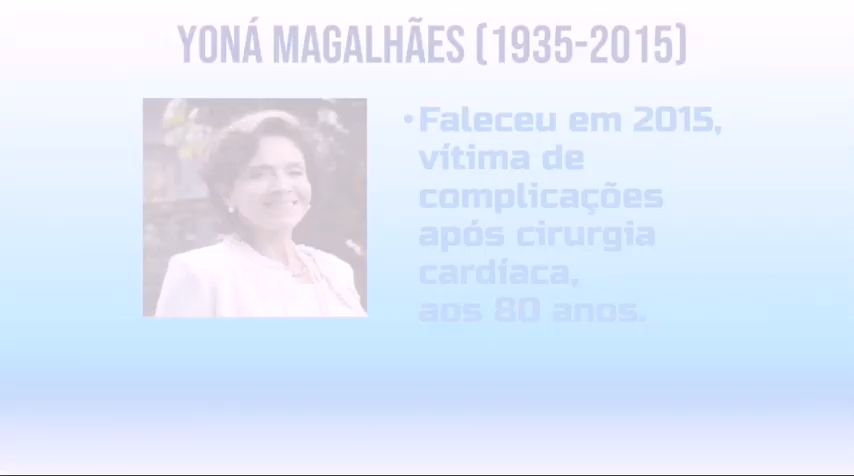 YONÁ MAGALHÃES (1935-2015)
• Faleceu em 2015,
vítima de
complicações
após cirurgia
cardíaca,
aos 80 anos.